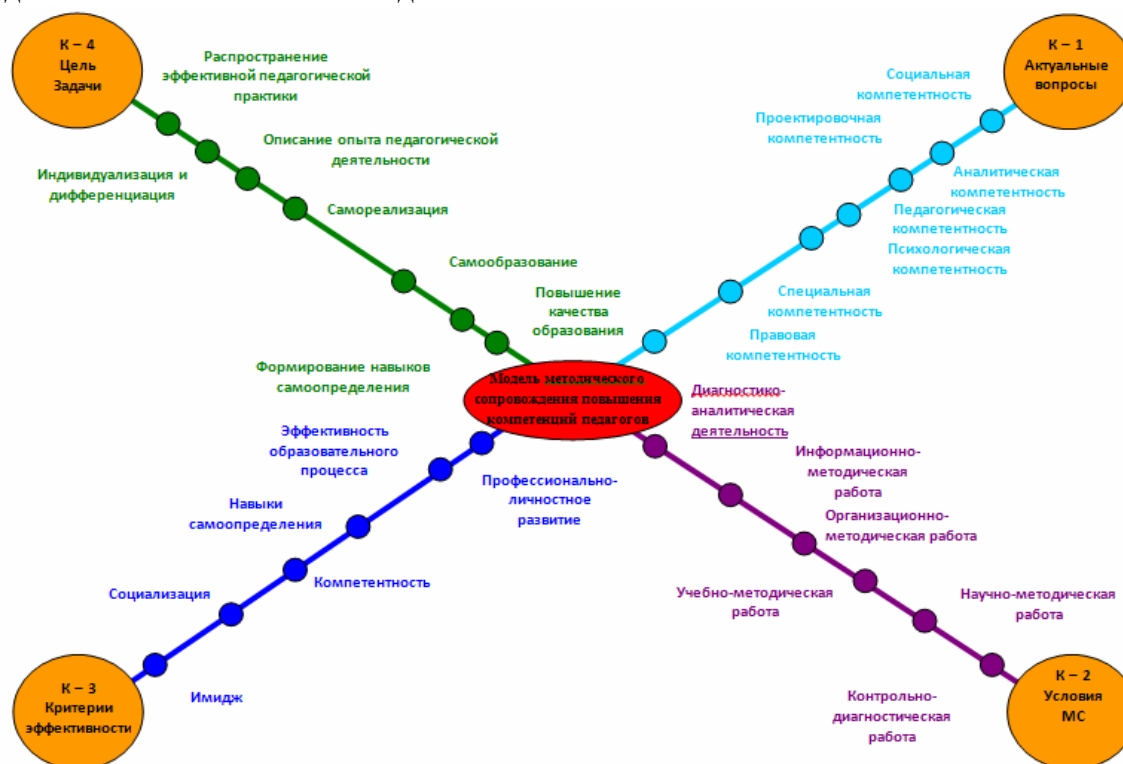 К – 4
Цель
Задачи
Распространение
эффективной педагогической
практики
Описание опыта педагогической
деятельности
Индивидуализация и
дифференциация
Самореализация
Самообразование
Повышение
качества
образования
Формирование навыков
самоопределения
К – 1
Актуальные
вопросы
Социальная
компетентность
Проектировочная
компетентность
Аналитическая
компетентность
Педагогическая
компетентность
Психологическая
компетентность
Специальная
компетентность
Правовая
компетентность
Модель методического
сопровождения повышения
компетенций педагогов
Эффективность
образовательного
процесса
Профессионально-
личностное
развитие
Навыки
самоопределения
Компетентность
Социализация
Имидж
К – 3
Критерии
эффективности
Диагностико-
аналитическая
деятельность
Информационно-
методическая
работа
Организационно-
методическая работа
Учебно-методическая
работа
Научно-методическая
работа
Контрольно-
диагностическая
работа
К – 2
Условия
МС